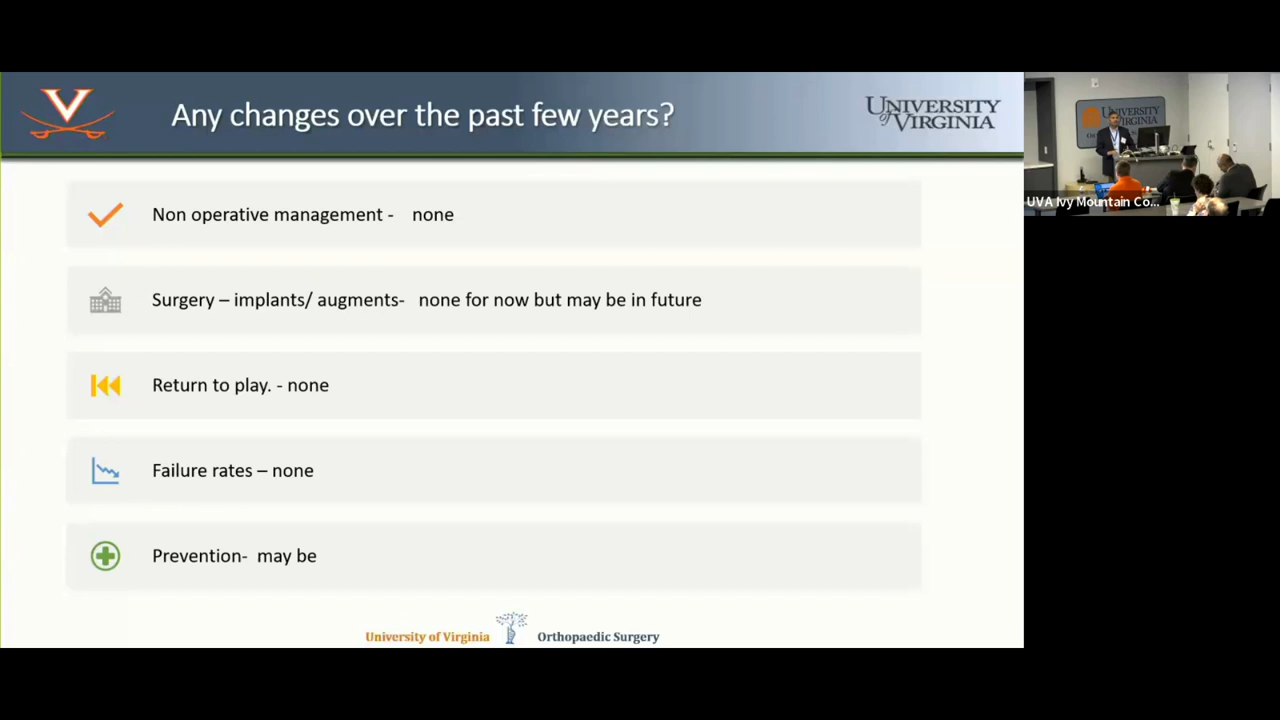 Any changes over the past few years?
UNIVERSITY
of VIRGINIA
Non operative management - none
Surgery – implants/ augments- none for now but may be in future
Return to play. - none
Failure rates – none
Prevention- may be
University of Virginia Orthopaedic Surgery
UNIVERSITY
VIRGINIA
UVA Ivy Mountain Co...